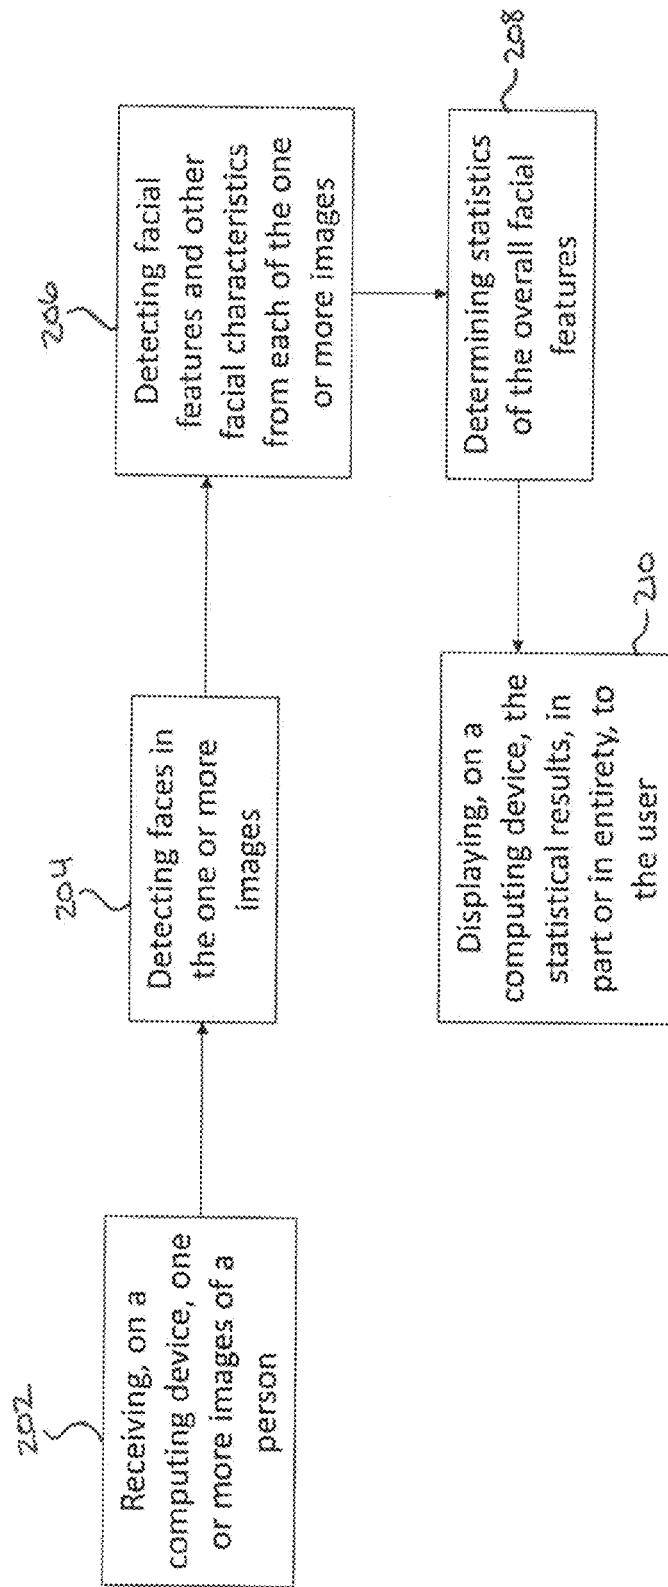 202
Receiving, on a
computing device, one
or more images of a
person
204
Detecting faces in
the one or more
images
206
Detecting facial
features and other
facial characteristics
from each of the one
or more images
208
Determining statistics
of the overall facial
features
210
Displaying, on a
computing device, the
statistical results, in
part or in entirety, to
the user